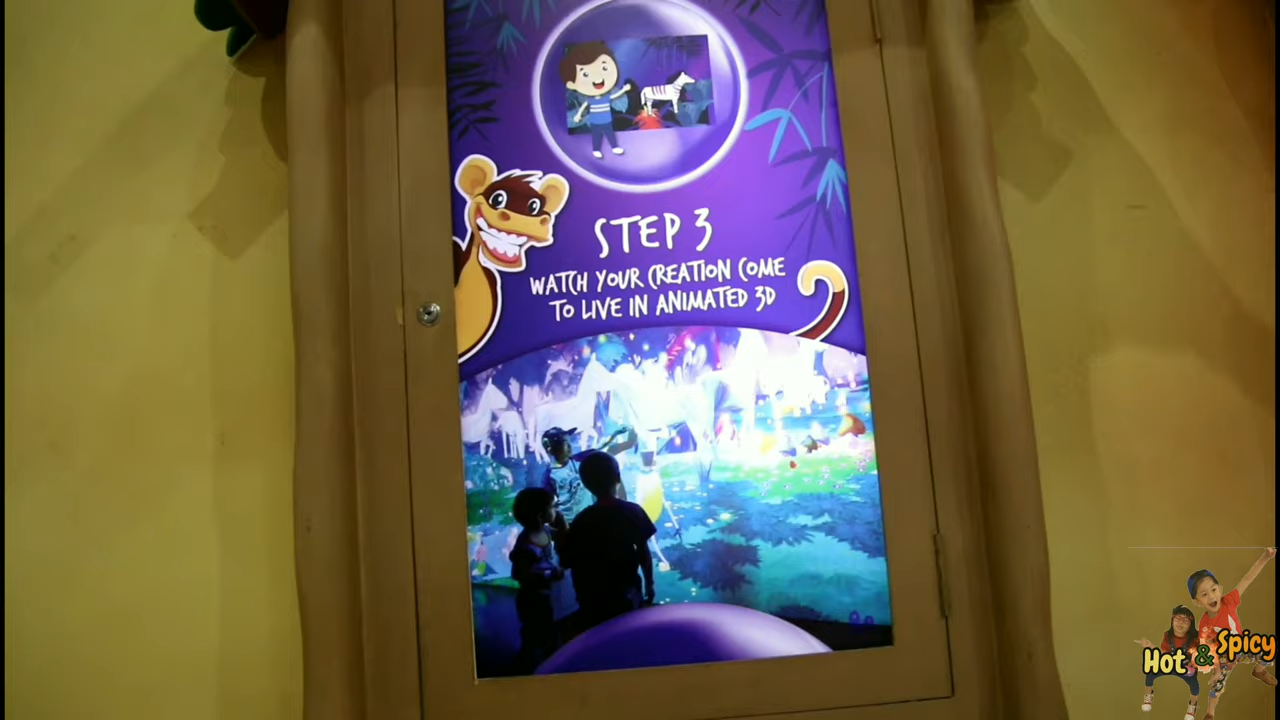 STEP 3
WATCH YOUR CREATION COME
TO LIVE IN ANIMATED 3D
Hot & Spicy